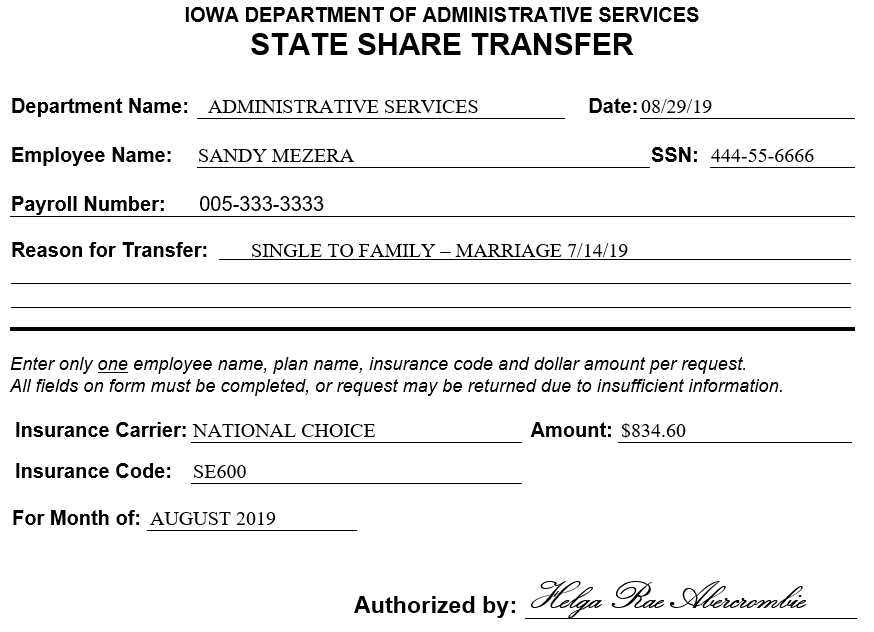 IOWA DEPARTMENT OF ADMINISTRATIVE SERVICES
STATE SHARE TRANSFER
Department Name: ADMINISTRATIVE SERVICES Date: 08/29/19
Employee Name: SANDY MEZERA SSN: 444-55-6666
Payroll Number: 005-333-3333
Reason for Transfer: SINGLE TO FAMILY – MARRIAGE 7/14/19
Enter only one employee name, plan name, insurance code and dollar amount per request.
All fields on form must be completed, or request may be returned due to insufficient information.
Insurance Carrier: NATIONAL CHOICE Amount: $834.60
Insurance Code: SE600
For Month of: AUGUST 2019
Authorized by: Helga Rae Abercrombie